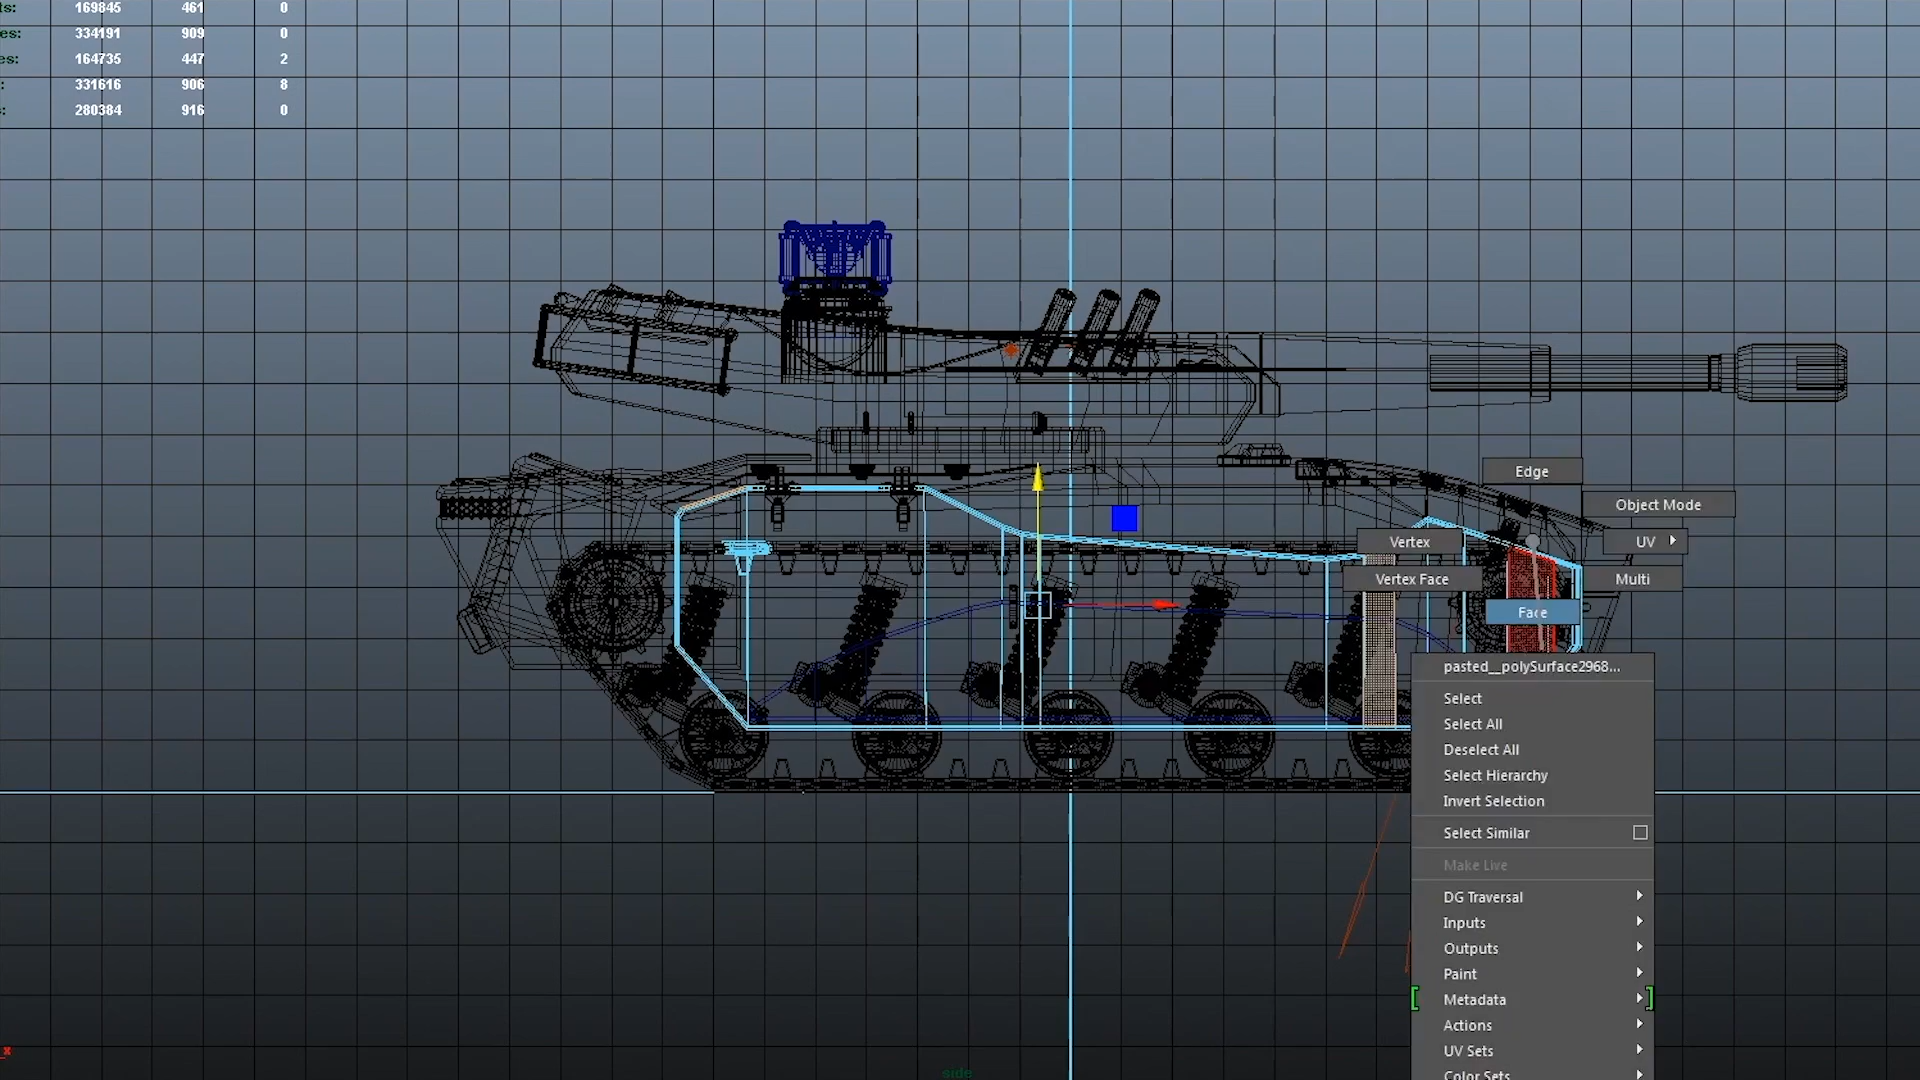 ts: 169845 461 0
es: 334191 909 0
es: 164735 447 2
: 331616 906 8
s: 280384 916 0
Edge
Object Mode
Vertex
UV
Vertex Face
Multi
Face
pasted__polySurface2968...
Select
Select All
Deselect All
Select Hierarchy
Invert Selection
Select Similar
Make Live
DG Traversal
Inputs
Outputs
Paint
Metadata
Actions
UV Sets
Color Sets
x
side